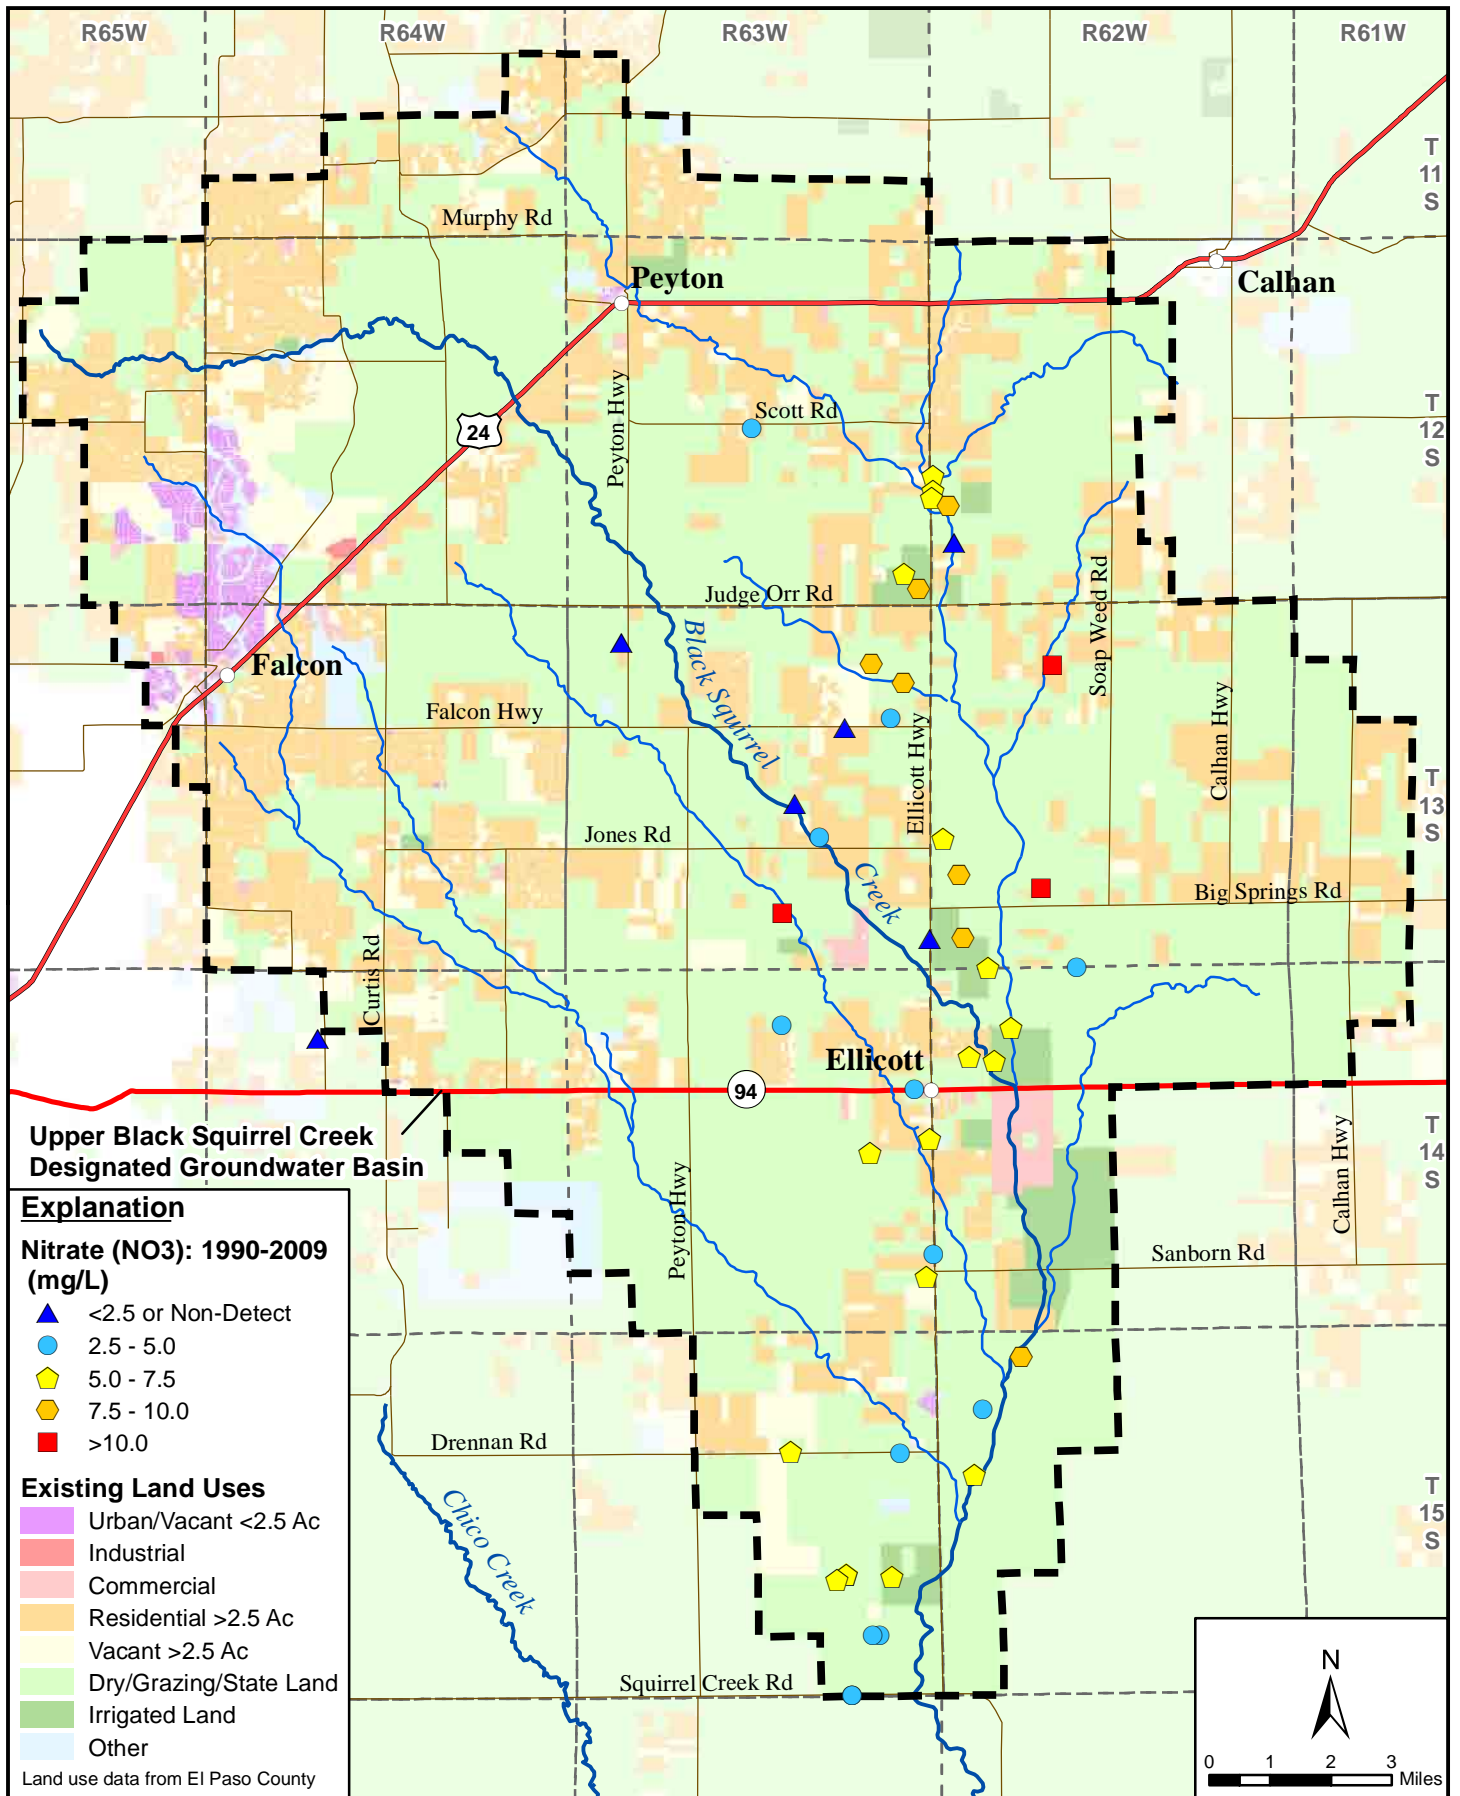 R65W
R64W
R63W
R62W
R61W
T
11
S
Murphy Rd
Peyton
Calhan
Peyton Hwy
Scott Rd
24
T
12
S
Judge Orr Rd
Soap Weed Rd
Black Squirrel
Creek
Falcon
Falcon Hwy
Ellicott Hwy
Calhan Hwy
T
13
S
Jones Rd
Big Springs Rd
Curtis Rd
Ellicott
94
Upper Black Squirrel Creek
Designated Groundwater Basin
T
14
S
Peyton Hwy
Calhan Hwy
Sanborn Rd
Drennan Rd
Chico Creek
T
15
S
Squirrel Creek Rd
Explanation
Nitrate (NO3): 1990-2009
(mg/L)
<2.5 or Non-Detect
2.5 - 5.0
5.0 - 7.5
7.5 - 10.0
>10.0
Existing Land Uses
Urban/Vacant <2.5 Ac
Industrial
Commercial
Residential >2.5 Ac
Vacant >2.5 Ac
Dry/Grazing/State Land
Irrigated Land
Other
Land use data from El Paso County
N
0 1 2 3 Miles